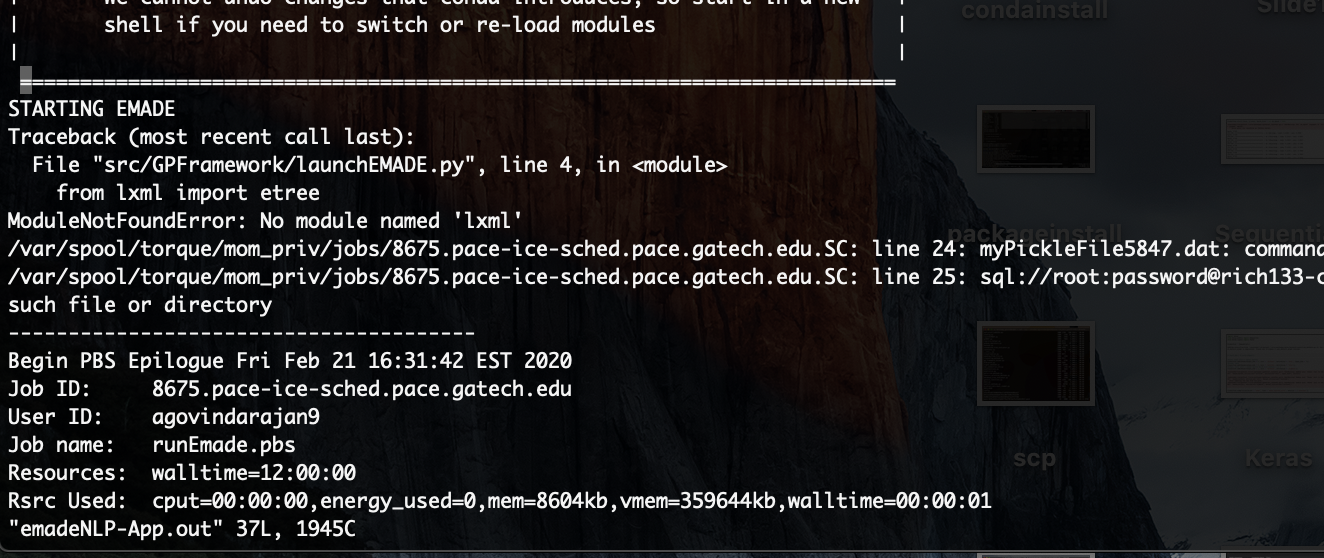 we cannot undo changes that conda introduces, so start in a new
| shell if you need to switch or re-load modules |
| |
=========================================================================
STARTING EMADE
Traceback (most recent call last):
File "src/GPFramework/launchEMADE.py", line 4, in <module>
from lxml import etree
ModuleNotFoundError: No module named 'lxml'
/var/spool/torque/mom_priv/jobs/8675.pace-ice-sched.pace.gatech.edu.SC: line 24: myPickleFile5847.dat: command
/var/spool/torque/mom_priv/jobs/8675.pace-ice-sched.pace.gatech.edu.SC: line 25: sql://root:password@rich133-c
such file or directory
---------------------------------------
Begin PBS Epilogue Fri Feb 21 16:31:42 EST 2020
Job ID: 8675.pace-ice-sched.pace.gatech.edu
User ID: agovindarajan9
Job name: runEmade.pbs
Resources: walltime=12:00:00
Rsrc Used: cput=00:00:00,energy_used=0,mem=8604kb,vmem=359644kb,walltime=00:00:01
"emadeNLP-App.out" 37L, 1945C
condainstall
packageinstall
scp
Keras